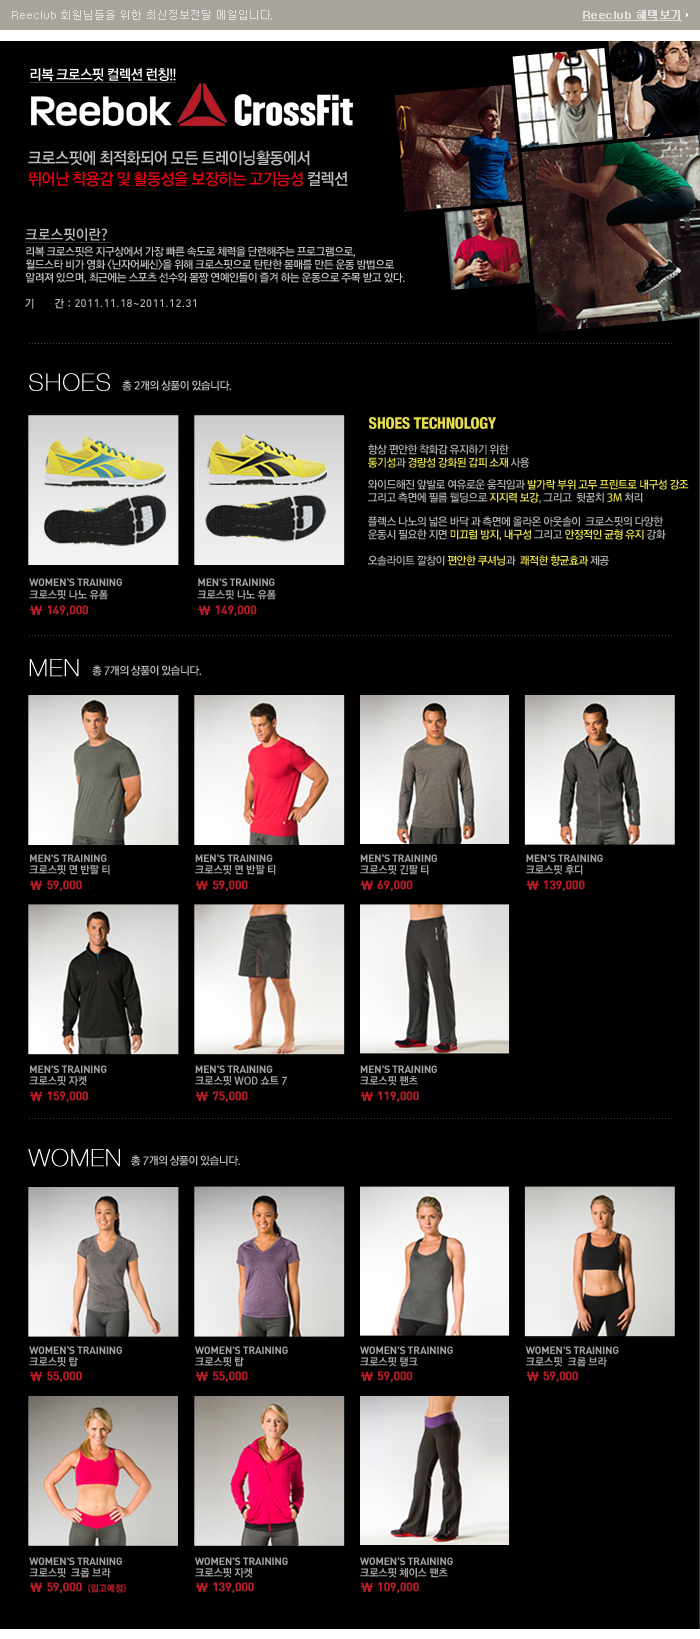 Reeclub 회원님들을 위한 최신정보전달 메일입니다.
Reeclub 혜택보기
리복 크로스핏 컬렉션 런칭!!
Reebok CrossFit
크로스핏에 최적화되어 모든 트레이닝활동에서
뛰어난 착용감 및 활동성을 보장하는 고기능성 컬렉션
크로스핏이란?
리복 크로스핏은 지구상에서 가장 빠른 속도로 체력을 단련해주는 프로그램으로,
월드스타 비가 영화 <닌자어쎄신>을 위해 크로스핏으로 탄탄한 몸매를 만든 운동 방법으로
알려져 있으며, 최근에는 스포츠 선수와 몸짱 연예인들이 즐겨 하는 운동으로 주목 받고 있다.
기 간 : 2011.11.18~2011.12.31
SHOES 총 2개의 상품이 있습니다.
SHOES TECHNOLOGY
항상 편안한 착화감 유지하기 위한
통기성과 경량성 강화된 갑피 소재 사용
와이드해진 앞발로 여유로운 움직임과 발가락 부위 고무 프린트로 내구성 강조
그리고 측면에 필름 웰딩으로 지지력 보강, 그리고 뒷꿈치 3M 처리
플렉스 나노의 넓은 바닥 과 측면에 올라온 아웃솔이 크로스핏의 다양한
운동시 필요한 지면 미끄럼 방지, 내구성 그리고 안정적인 균형 유지 강화
오솔라이트 깔창이 편안한 쿠셔닝과 쾌적한 향균효과 제공
WOMEN'S TRAINING
크로스핏 나노 유폼
₩ 149,000
MEN'S TRAINING
크로스핏 나노 유폼
₩ 149,000
MEN 총 7개의 상품이 있습니다.
MEN'S TRAINING
크로스핏 면 반팔 티
₩ 59,000
MEN'S TRAINING
크로스핏 면 반팔 티
₩ 59,000
MEN'S TRAINING
크로스핏 긴팔 티
₩ 69,000
MEN'S TRAINING
크로스핏 후디
₩ 139,000
MEN'S TRAINING
크로스핏 자켓
₩ 159,000
MEN'S TRAINING
크로스핏 WOD 쇼트 7
₩ 75,000
MEN'S TRAINING
크로스핏 팬츠
₩ 119,000
WOMEN 총 7개의 상품이 있습니다.
WOMEN'S TRAINING
크로스핏 탑
₩ 55,000
WOMEN'S TRAINING
크로스핏 탑
₩ 55,000
WOMEN'S TRAINING
크로스핏 탱크
₩ 59,000
WOMEN'S TRAINING
크로스핏 크롭 브라
₩ 59,000
WOMEN'S TRAINING
크로스핏 크롭 브라
₩ 59,000 (입고예정)
WOMEN'S TRAINING
크로스핏 자켓
₩ 139,000
WOMEN'S TRAINING
크로스핏 체이스 팬츠
₩ 109,000